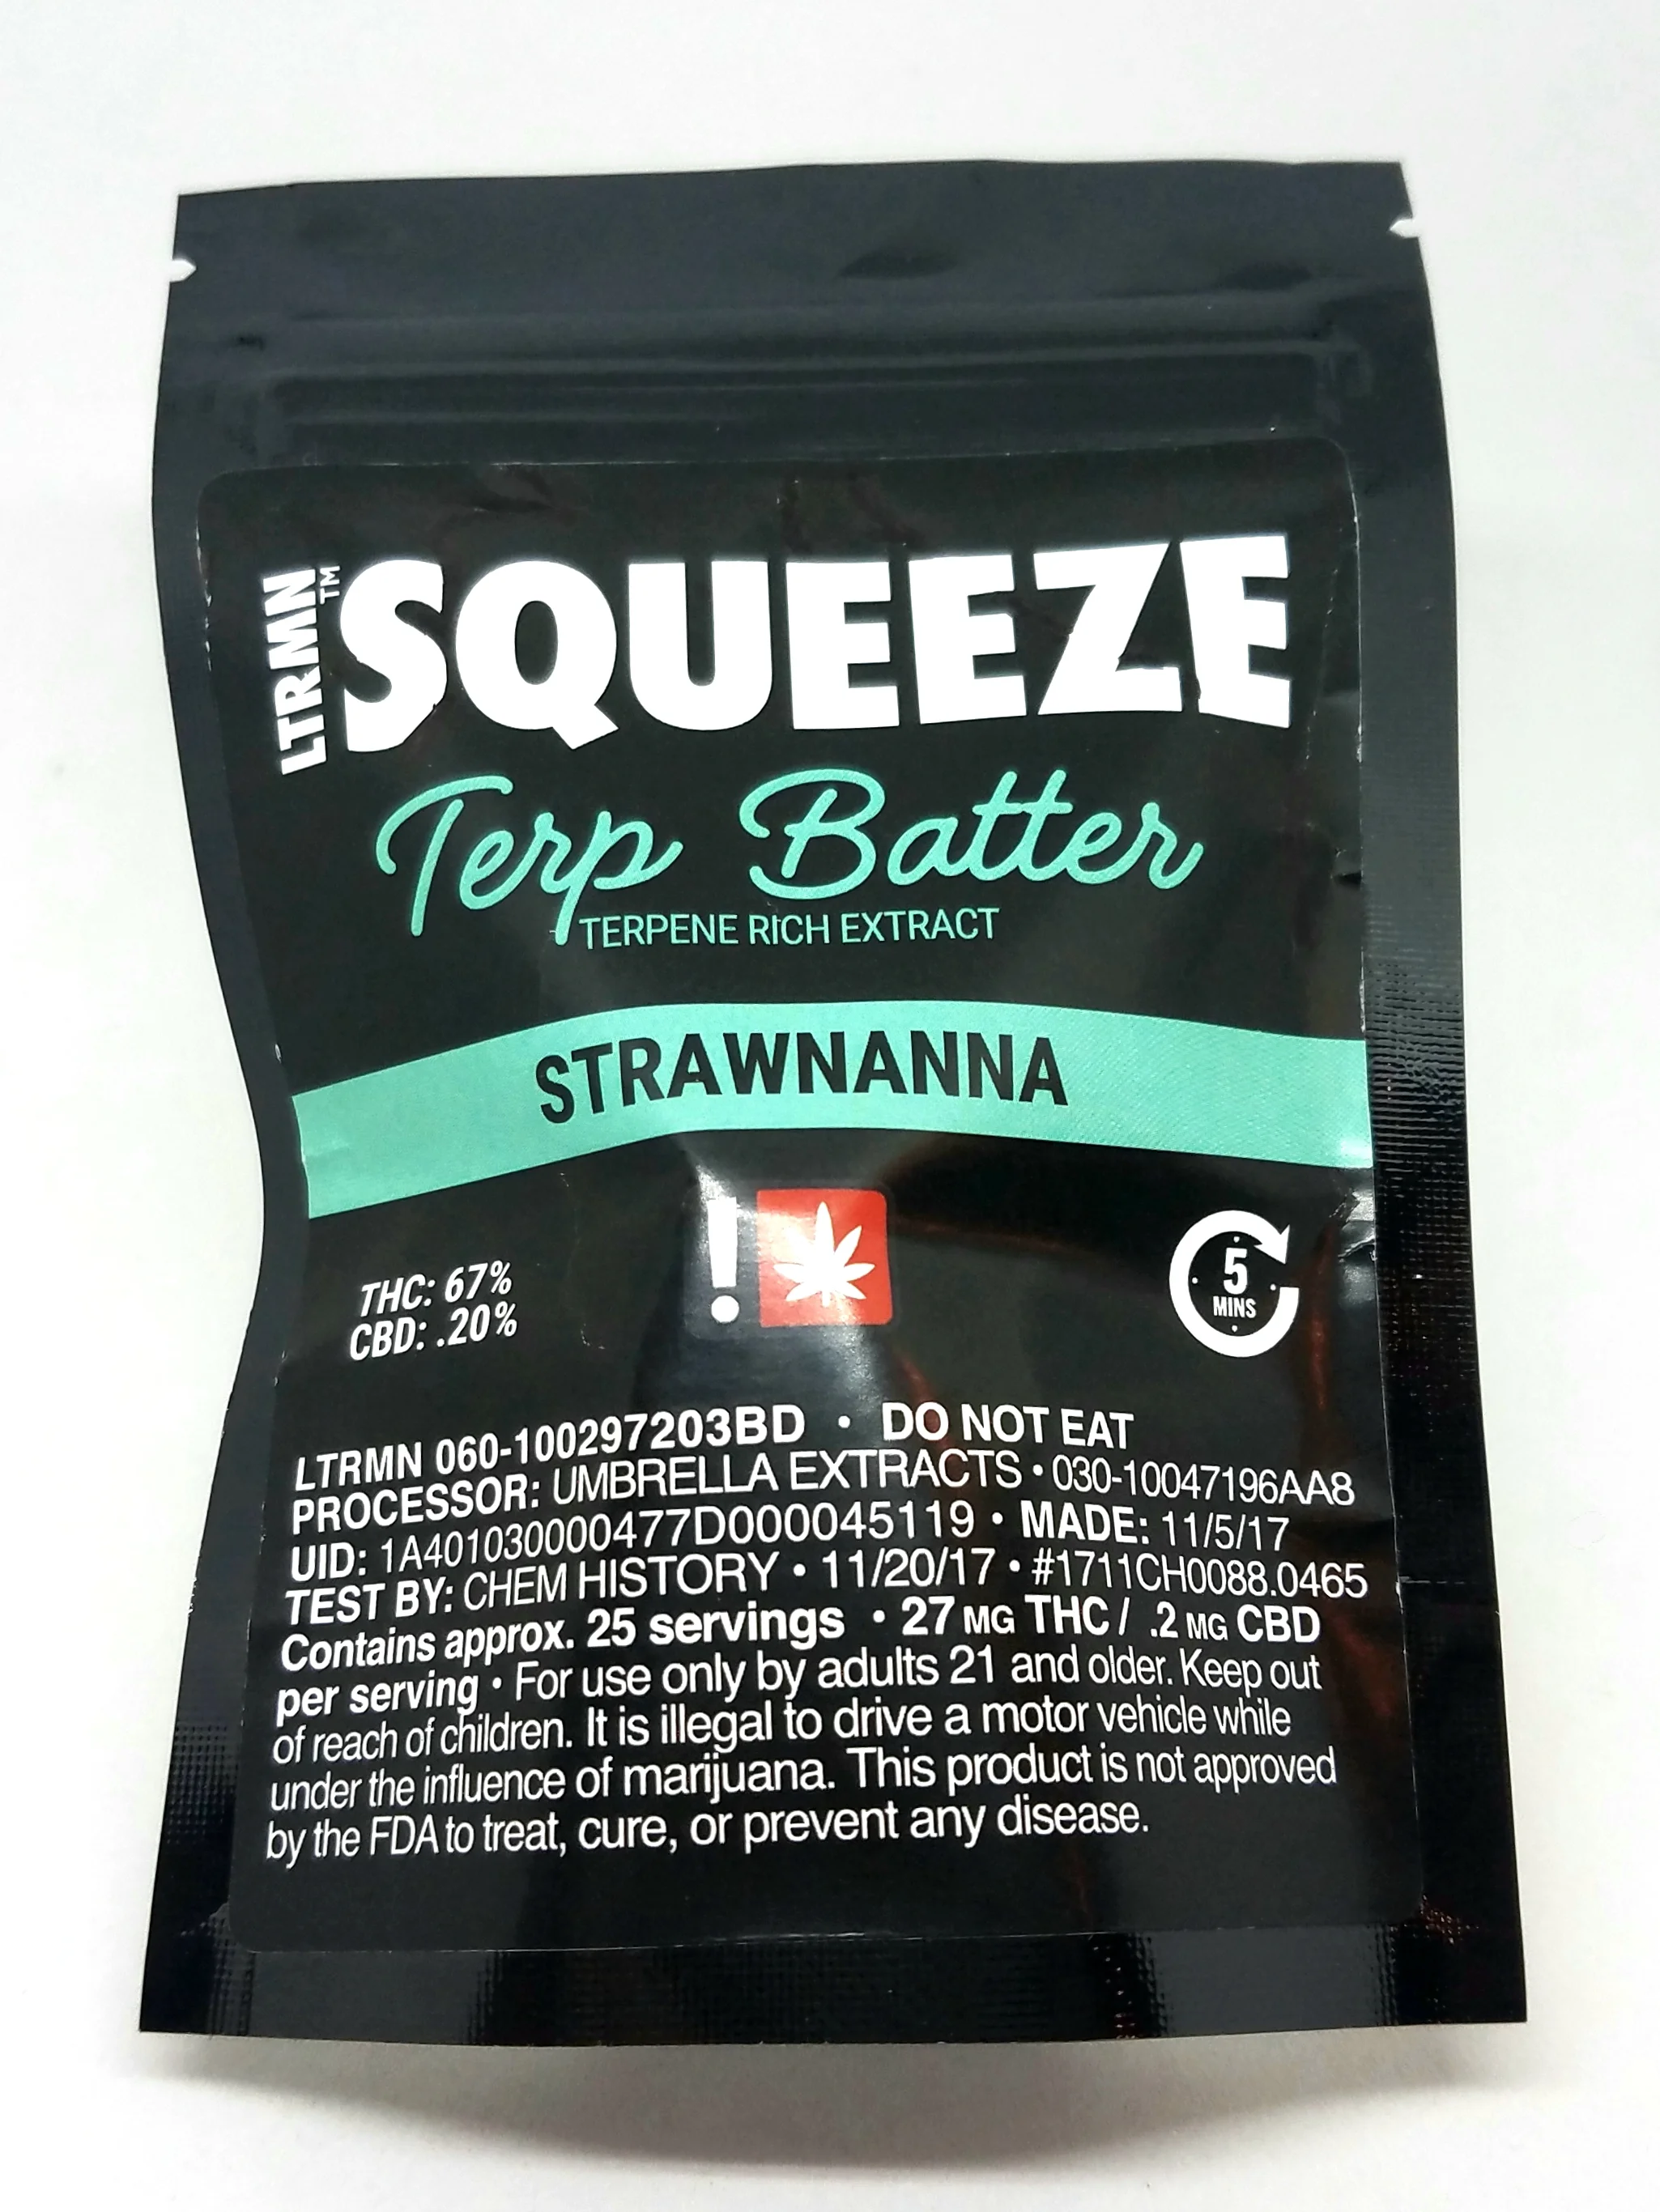 LTRMN™
SQUEEZE
Terp Batter
TERPENE RICH EXTRACT
STRAWNANNA
!
THC: 67%
CBD: .20%
5
MINS
LTRMN 060-100297203BD • DO NOT EAT
PROCESSOR: UMBRELLA EXTRACTS • 030-10047196AA8
UID: 1A401030000477D000045119 • MADE: 11/5/17
TEST BY: CHEM HISTORY • 11/20/17 • #1711CH0088.0465
Contains approx. 25 servings • 27 MG THC / .2 MG CBD
per serving • For use only by adults 21 and older. Keep out
of reach of children. It is illegal to drive a motor vehicle while
under the influence of marijuana. This product is not approved
by the FDA to treat, cure, or prevent any disease.